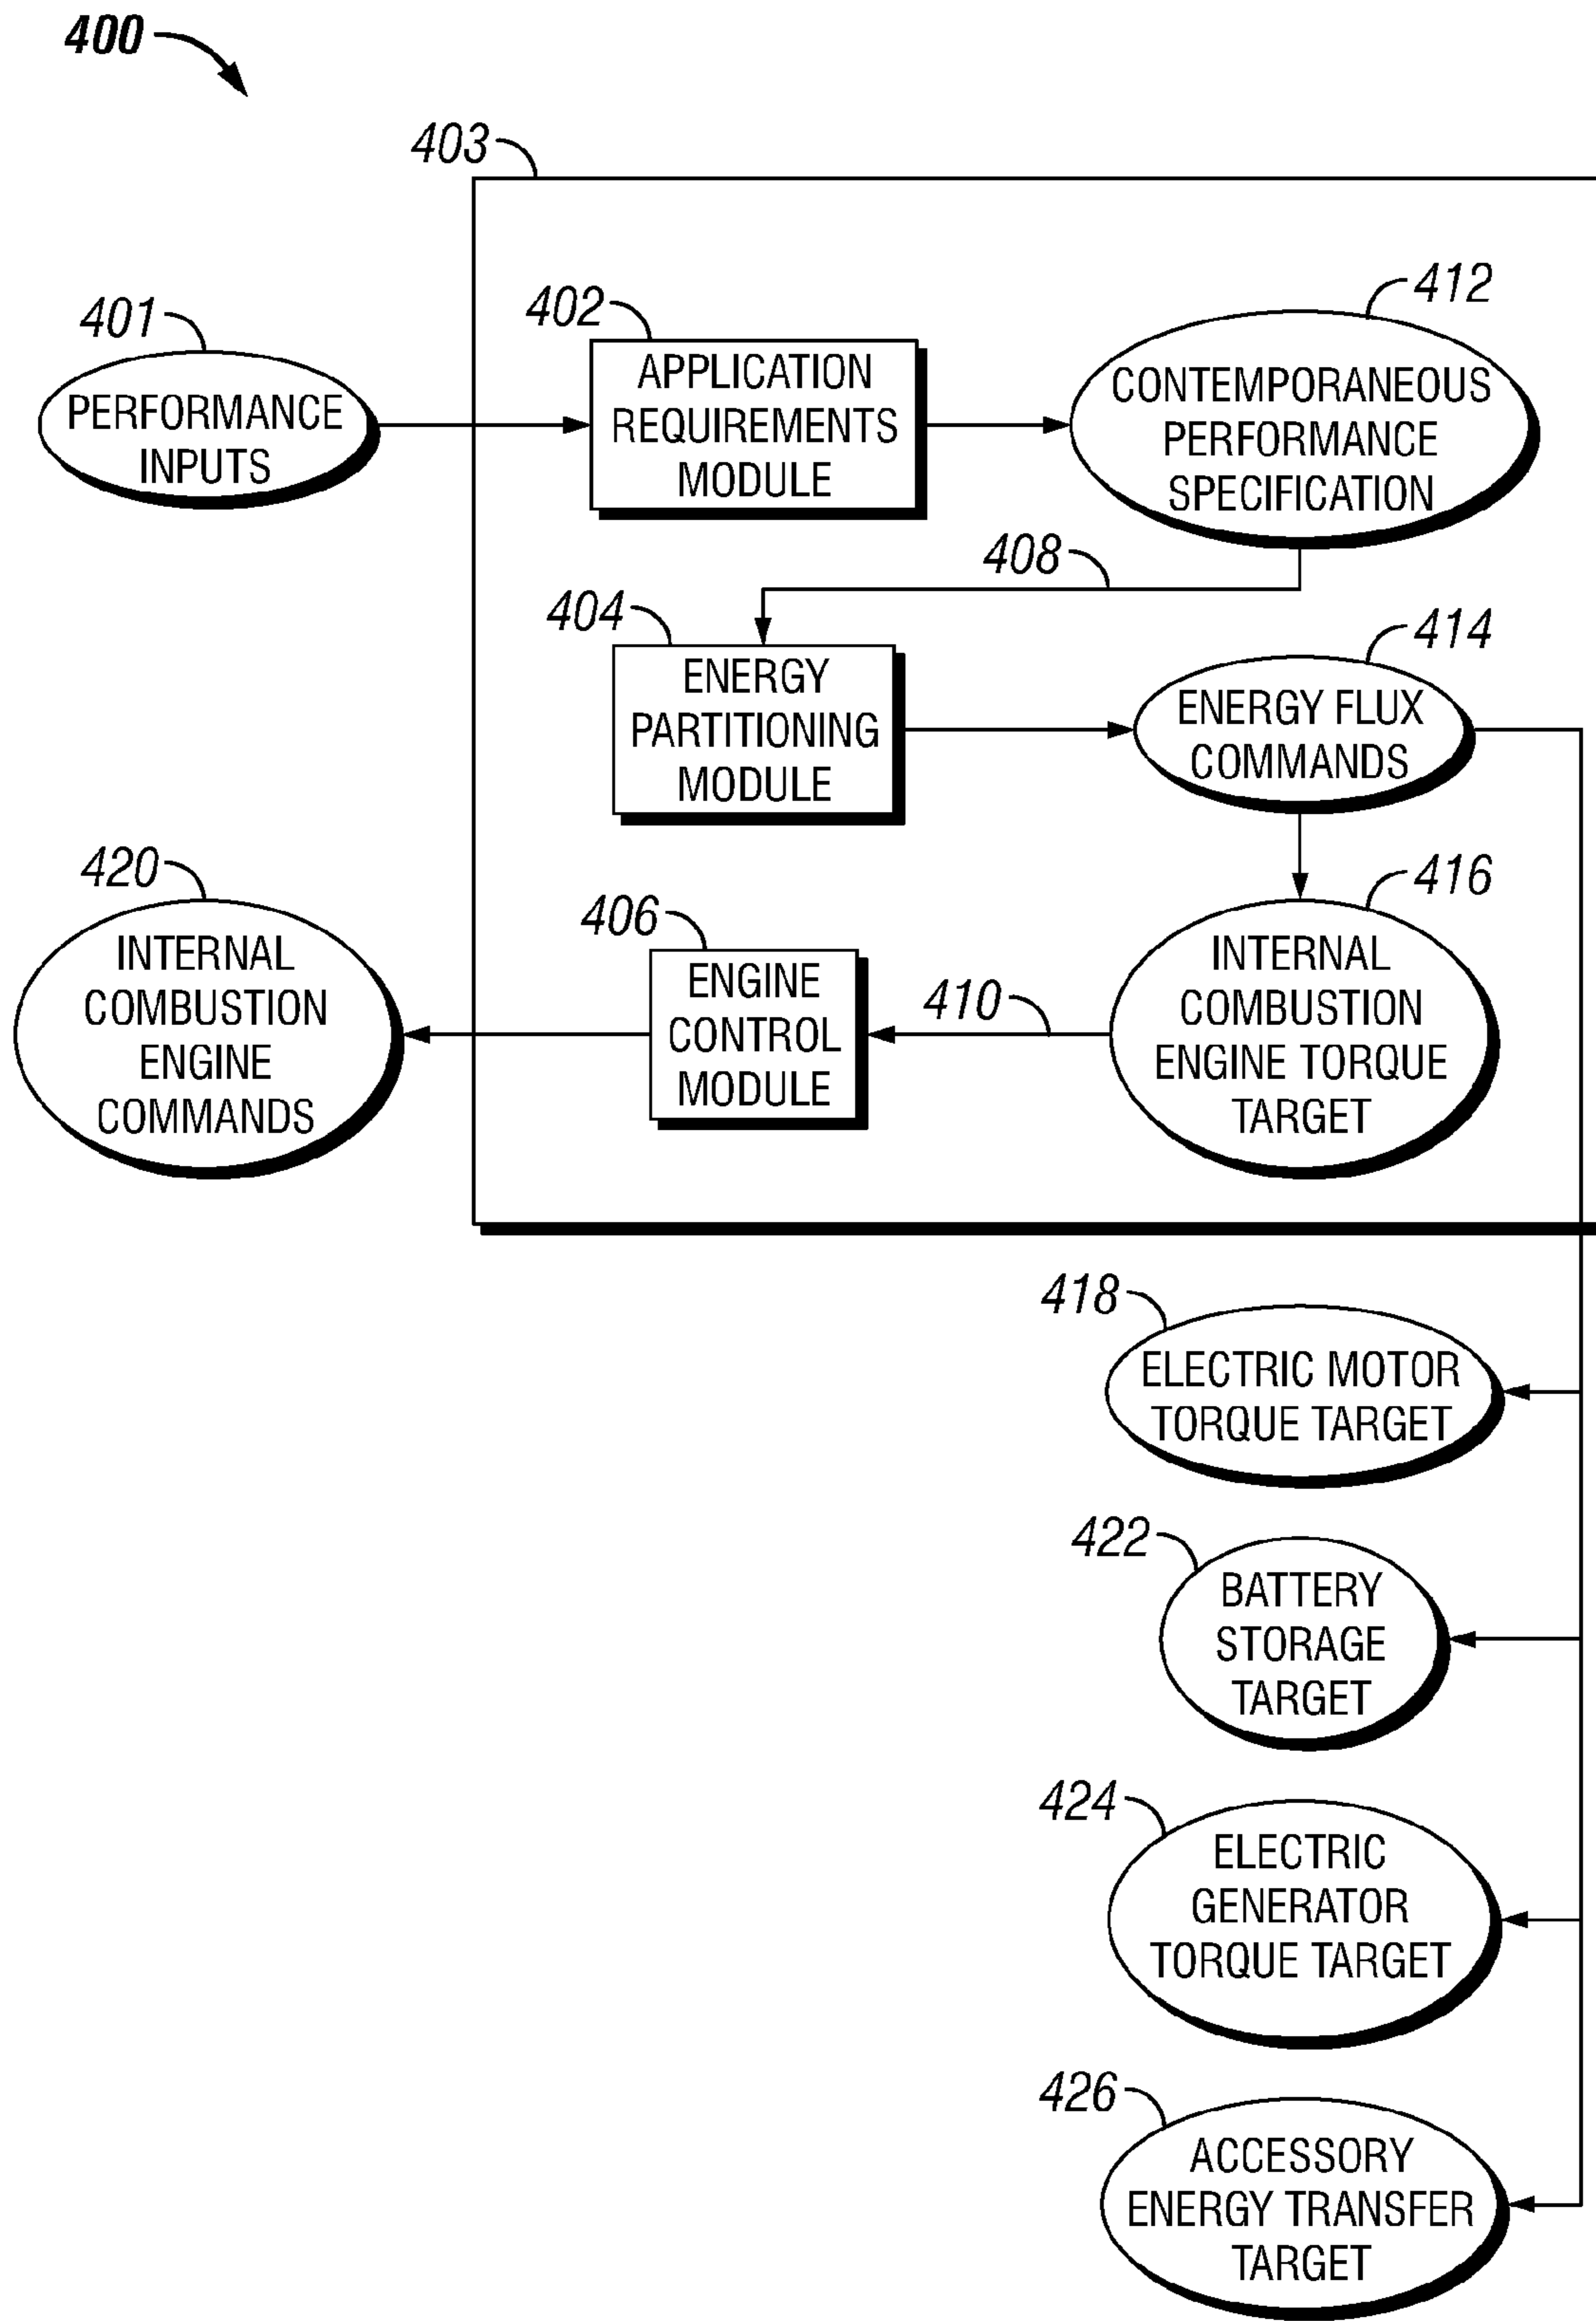 400
403
401
PERFORMANCE
INPUTS
402
APPLICATION
REQUIREMENTS
MODULE
412
CONTEMPORANEOUS
PERFORMANCE
SPECIFICATION
408
404
ENERGY
PARTITIONING
MODULE
414
ENERGY FLUX
COMMANDS
420
INTERNAL
COMBUSTION
ENGINE
COMMANDS
406
ENGINE
CONTROL
MODULE
410
416
INTERNAL
COMBUSTION
ENGINE TORQUE
TARGET
418
ELECTRIC MOTOR
TORQUE TARGET
422
BATTERY
STORAGE
TARGET
424
ELECTRIC
GENERATOR
TORQUE TARGET
426
ACCESSORY
ENERGY TRANSFER
TARGET